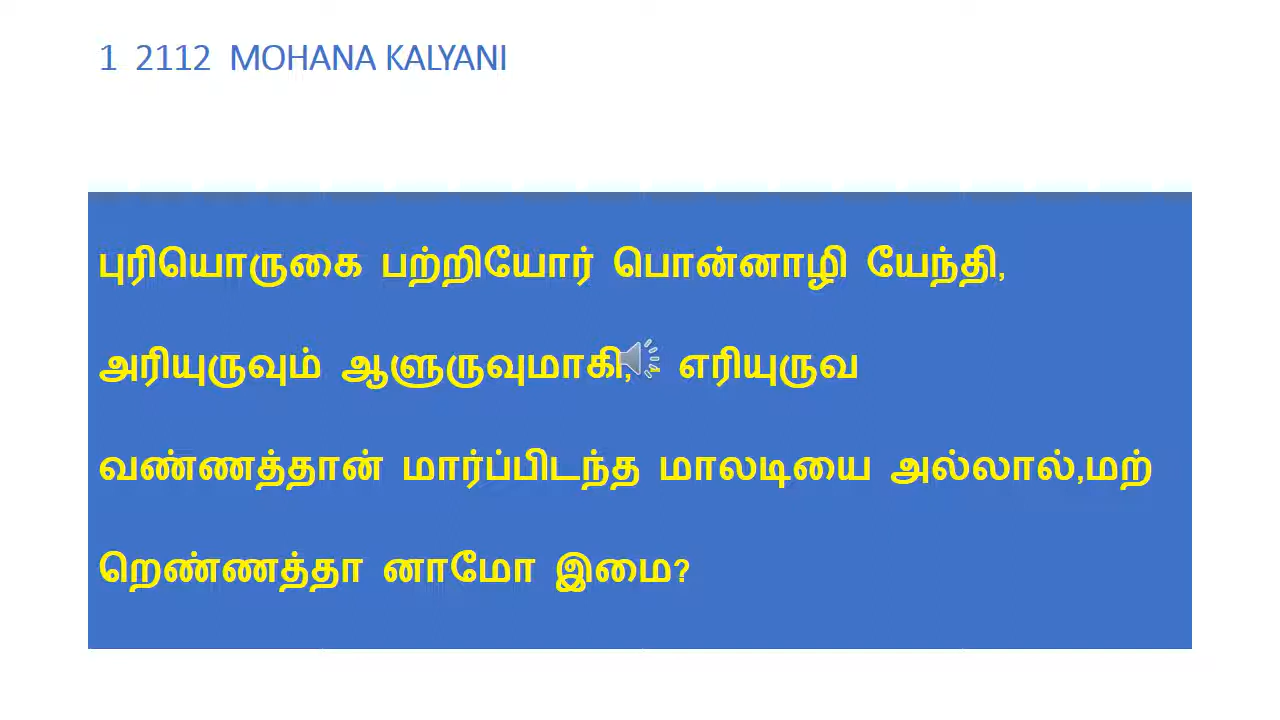 1 2112 MOHANA KALYANI
புரியொருகை பற்றியோர் பொன்னாழி யேந்தி,
அரியுருவும் ஆளுருவுமாகி, எரியுருவ
வண்ணத்தான் மார்ப்பிடந்த மாலடியை அல்லால்,மற்
றெண்ணத்தா னாமோ இமை?